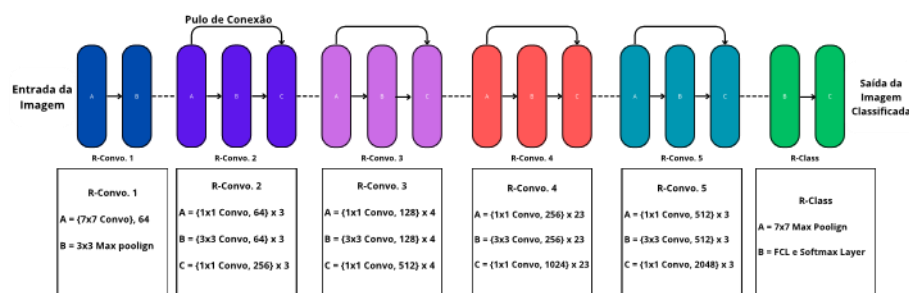 Pulo de Conexão
Entrada da
Imagem
A
B
A
B
C
A
B
C
A
B
C
A
B
C
B
C
Saída da
Imagem
Classificada
R-Convo. 1
R-Convo. 2
R-Convo. 3
R-Convo. 4
R-Convo. 5
R-Class
R-Convo. 1
A = {7x7 Convo}, 64
B = 3x3 Max poolign
R-Convo. 2
A = {1x1 Convo, 64} x 3
B = {3x3 Convo, 64} x 3
C = {1x1 Convo, 256} x 3
R-Convo. 3
A = {1x1 Convo, 128} x 4
B = {3x3 Convo, 128} x 4
C = {1x1 Convo, 512} x 4
R-Convo. 4
A = {1x1 Convo, 256} x 23
B = {3x3 Convo, 256} x 23
C = {1x1 Convo, 1024} x 23
R-Convo. 5
A = {1x1 Convo, 512} x 3
B = {3x3 Convo, 512} x 3
C = {1x1 Convo, 2048} x 3
R-Class
A = 7x7 Max Poolign
B = FCL e Softmax Layer